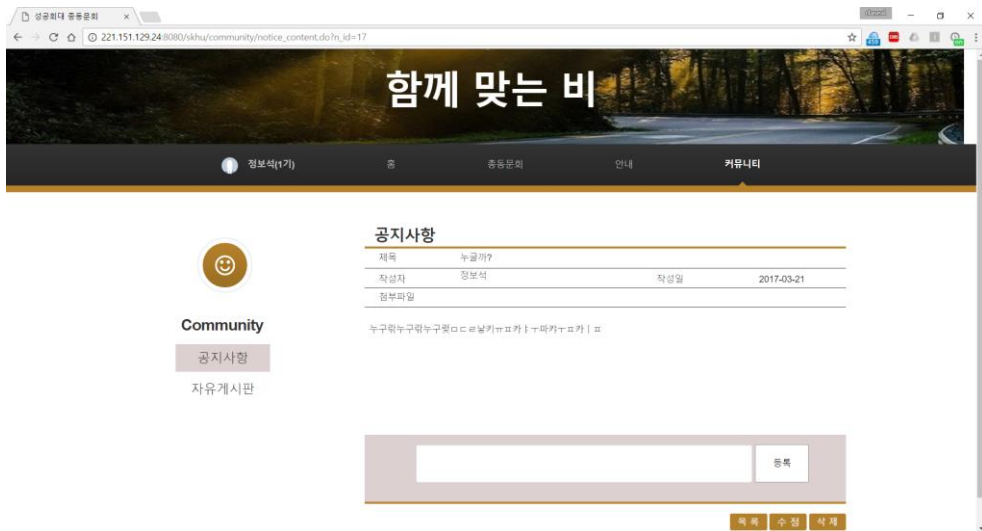 성공회대 총동문회
221.151.129.24:8080/skhu/community/notice_content.do?n_id=17
함께 맞는 비
정보석(1기) 홈 총동문회 안내 커뮤니티
공지사항
제목 누굴까?
작성자 정보석 작성일 2017-03-21
첨부파일
Community
공지사항
자유게시판
등록
목록 수정 삭제